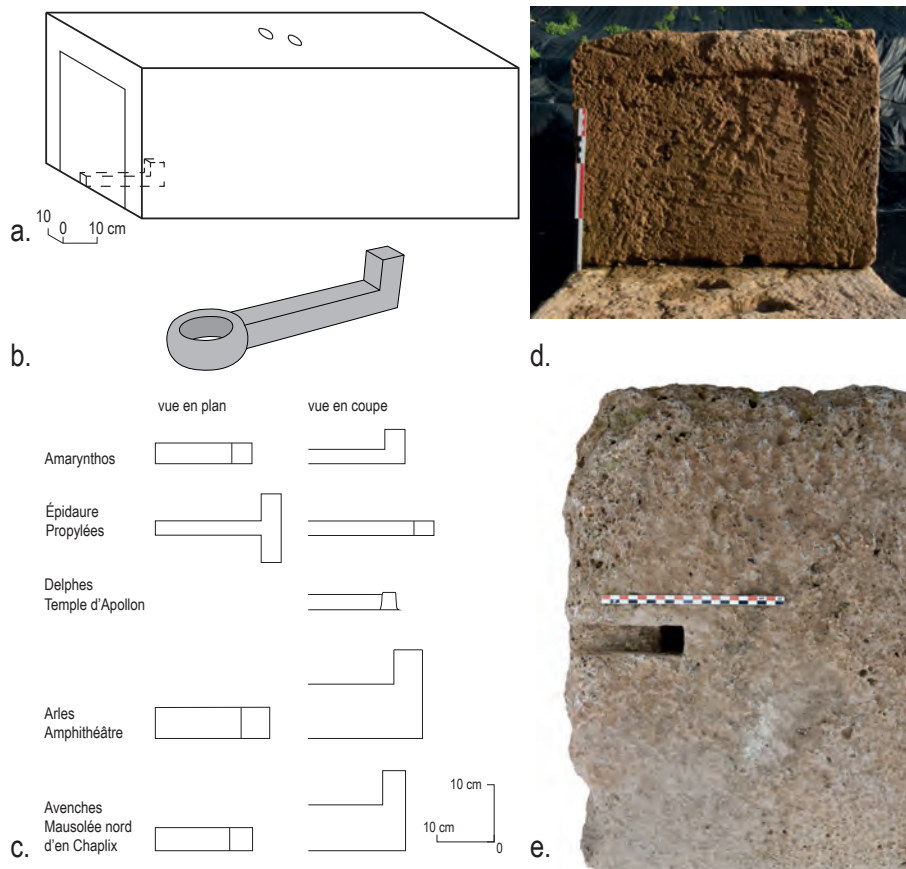 10
0
10 cm
a.
b.
d.
vue en plan
vue en coupe
Amarynthos
Épidaure
Propylées
Delphes
Temple d'Apollon
Arles
Amphithéâtre
Avenches
Mausolée nord
d'en Chaplix
10 cm
10 cm
0
c.
e.